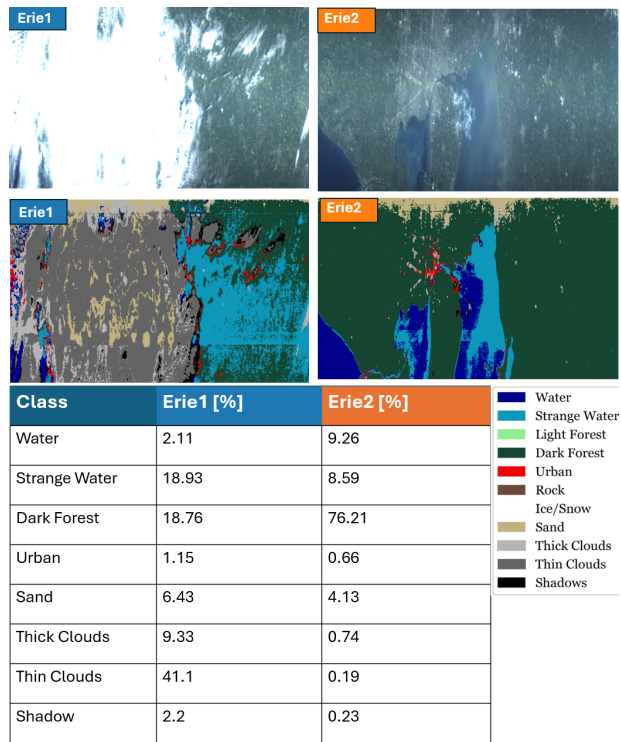 Erie1
Erie2
Erie1
Erie2
Class Erie1 [%] Erie2 [%]
Water 2.11 9.26
Strange Water 18.93 8.59
Dark Forest 18.76 76.21
Urban 1.15 0.66
Sand 6.43 4.13
Thick Clouds 9.33 0.74
Thin Clouds 41.1 0.19
Shadow 2.2 0.23
Water
Strange Water
Light Forest
Dark Forest
Urban
Rock
Ice/Snow
Sand
Thick Clouds
Thin Clouds
Shadows